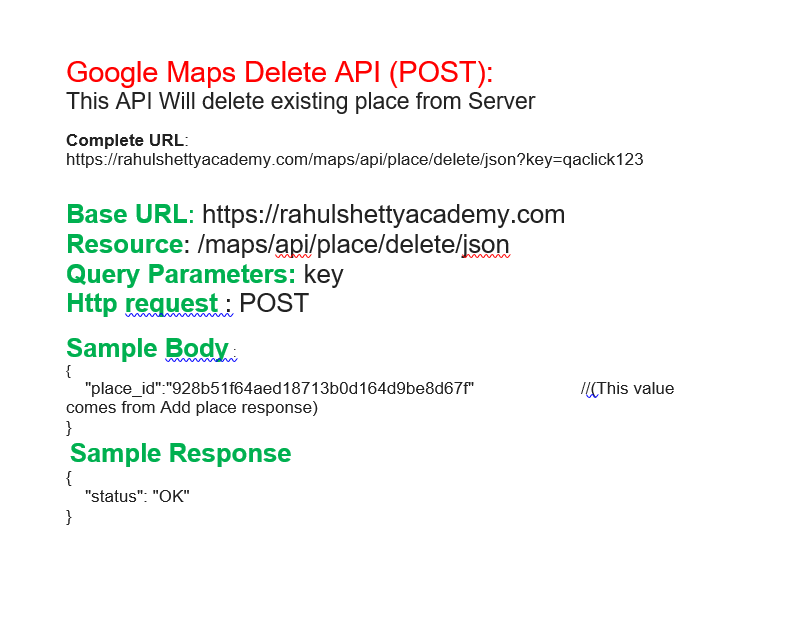 Google Maps Delete API (POST):
This API Will delete existing place from Server
Complete URL:
https://rahulshettyacademy.com/maps/api/place/delete/json?key=qaclick123
Base URL: https://rahulshettyacademy.com
Resource: /maps/api/place/delete/json
Query Parameters: key
Http request : POST
Sample Body :
{
"place_id":"928b51f64aed18713b0d164d9be8d67f" //(This value
comes from Add place response)
}
Sample Response
{
"status": "OK"
}